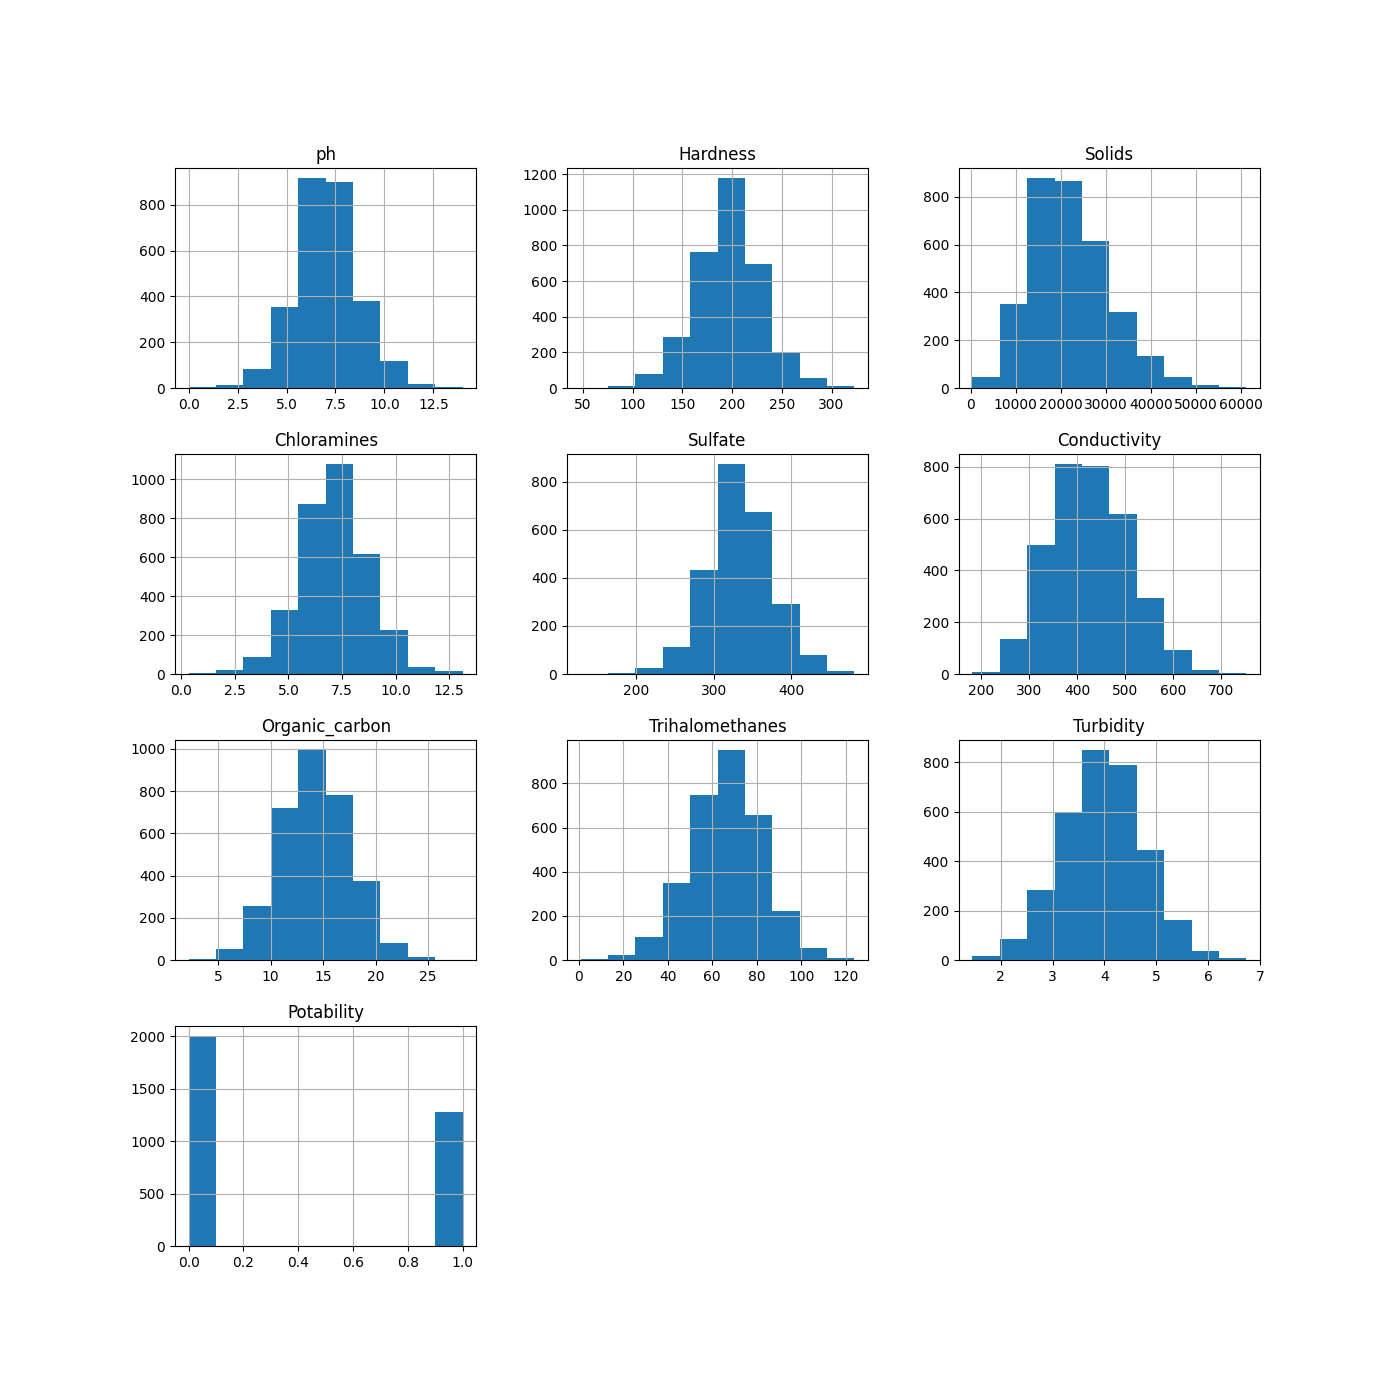 ph
800
600
400
200
0
0.0 2.5 5.0 7.5 10.0 12.5
Hardness
1200
1000
800
600
400
200
0
50 100 150 200 250 300
Solids
800
600
400
200
0
0 10000 20000 30000 40000 50000 60000
Chloramines
1000
800
600
400
200
0
0.0 2.5 5.0 7.5 10.0 12.5
Sulfate
800
600
400
200
0
200 300 400
Conductivity
800
600
400
200
0
200 300 400 500 600 700
Organic_carbon
1000
800
600
400
200
0
5 10 15 20 25
Trihalomethanes
800
600
400
200
0
0 20 40 60 80 100 120
Turbidity
800
600
400
200
0
2 3 4 5 6 7
Potability
2000
1500
1000
500
0
0.0 0.2 0.4 0.6 0.8 1.0